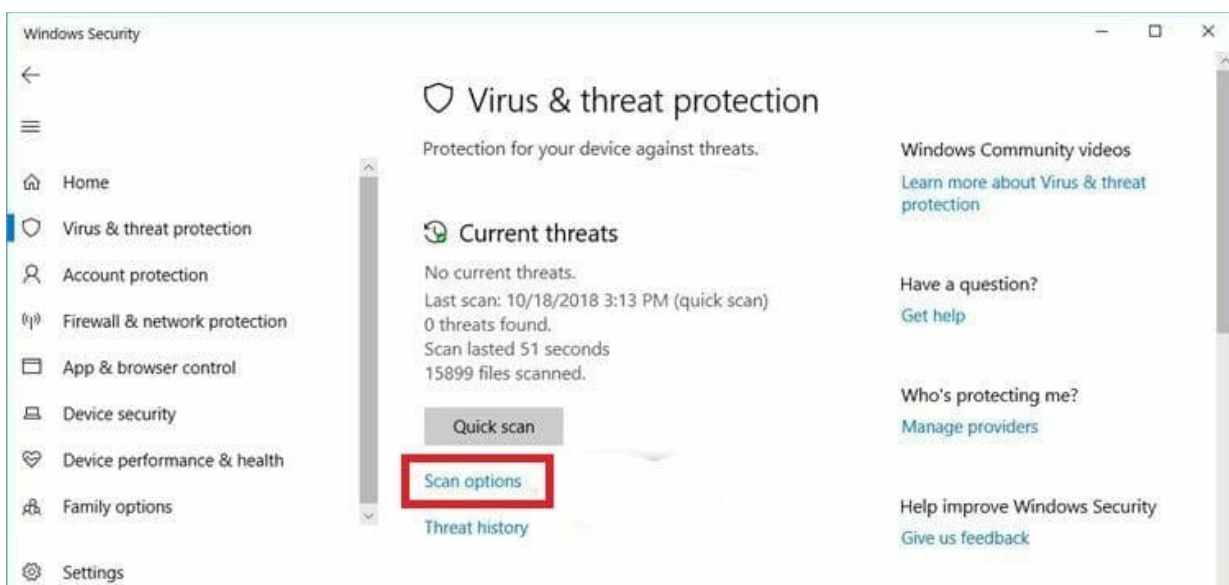 Windows Security
Home
Virus & threat protection
Account protection
Firewall & network protection
App & browser control
Device security
Device performance & health
Family options
Settings
Virus & threat protection
Protection for your device against threats.
Current threats
No current threats.
Last scan: 10/18/2018 3:13 PM (quick scan)
0 threats found.
Scan lasted 51 seconds
15899 files scanned.
Quick scan
Scan options
Threat history
Windows Community videos
Learn more about Virus & threat
protection
Have a question?
Get help
Who's protecting me?
Manage providers
Help improve Windows Security
Give us feedback